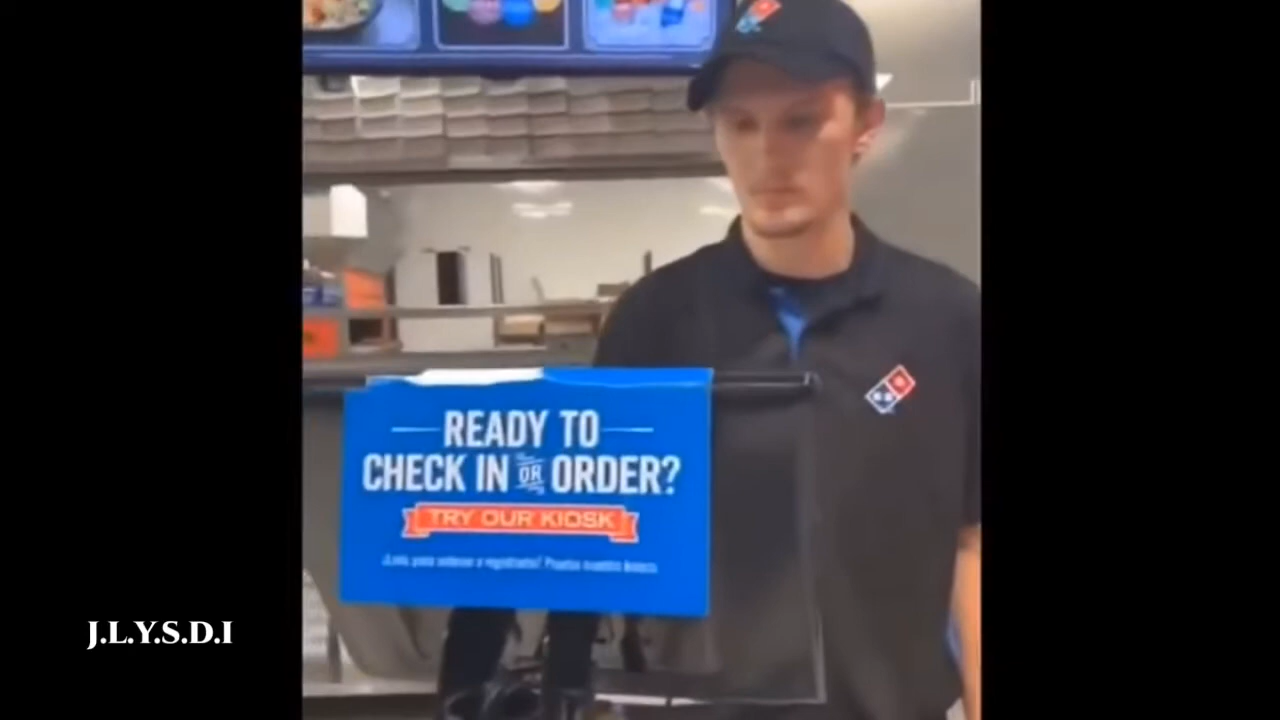 READY TO
CHECK IN OR ORDER?
TRY OUR KIOSK
J.L.Y.S.D.I